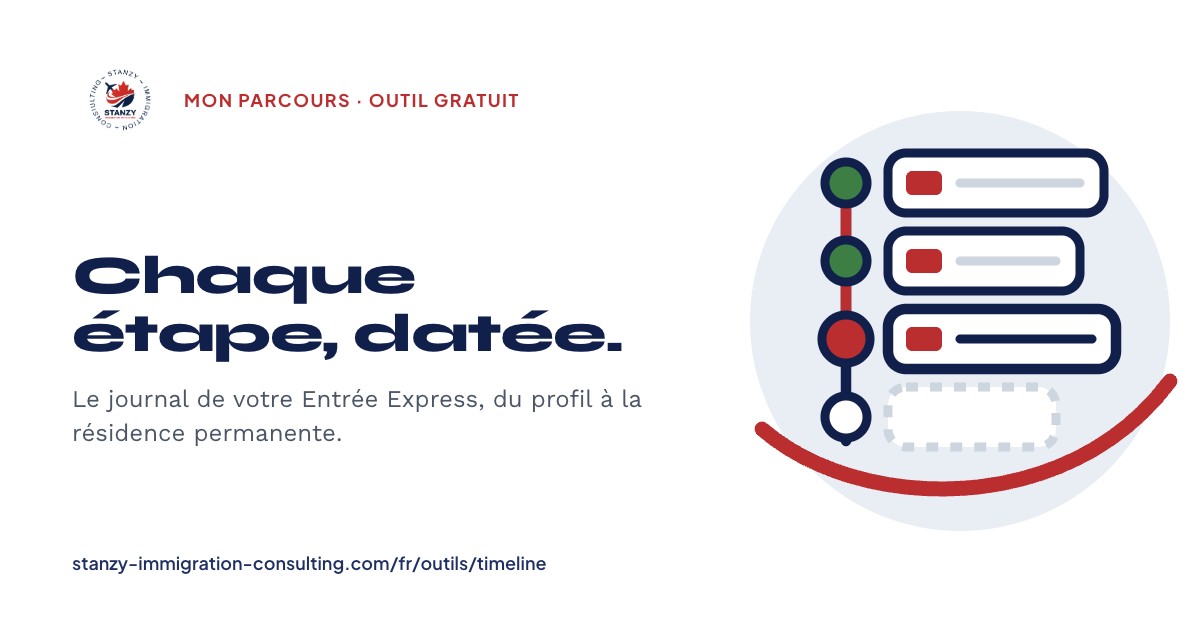 STANZY – IMMIGRATION – CONSULTING –
STANZY
MON PARCOURS · OUTIL GRATUIT
Chaque
étape, datée.
Le journal de votre Entrée Express, du profil à la
résidence permanente.
stanzy-immigration-consulting.com/fr/outils/timeline